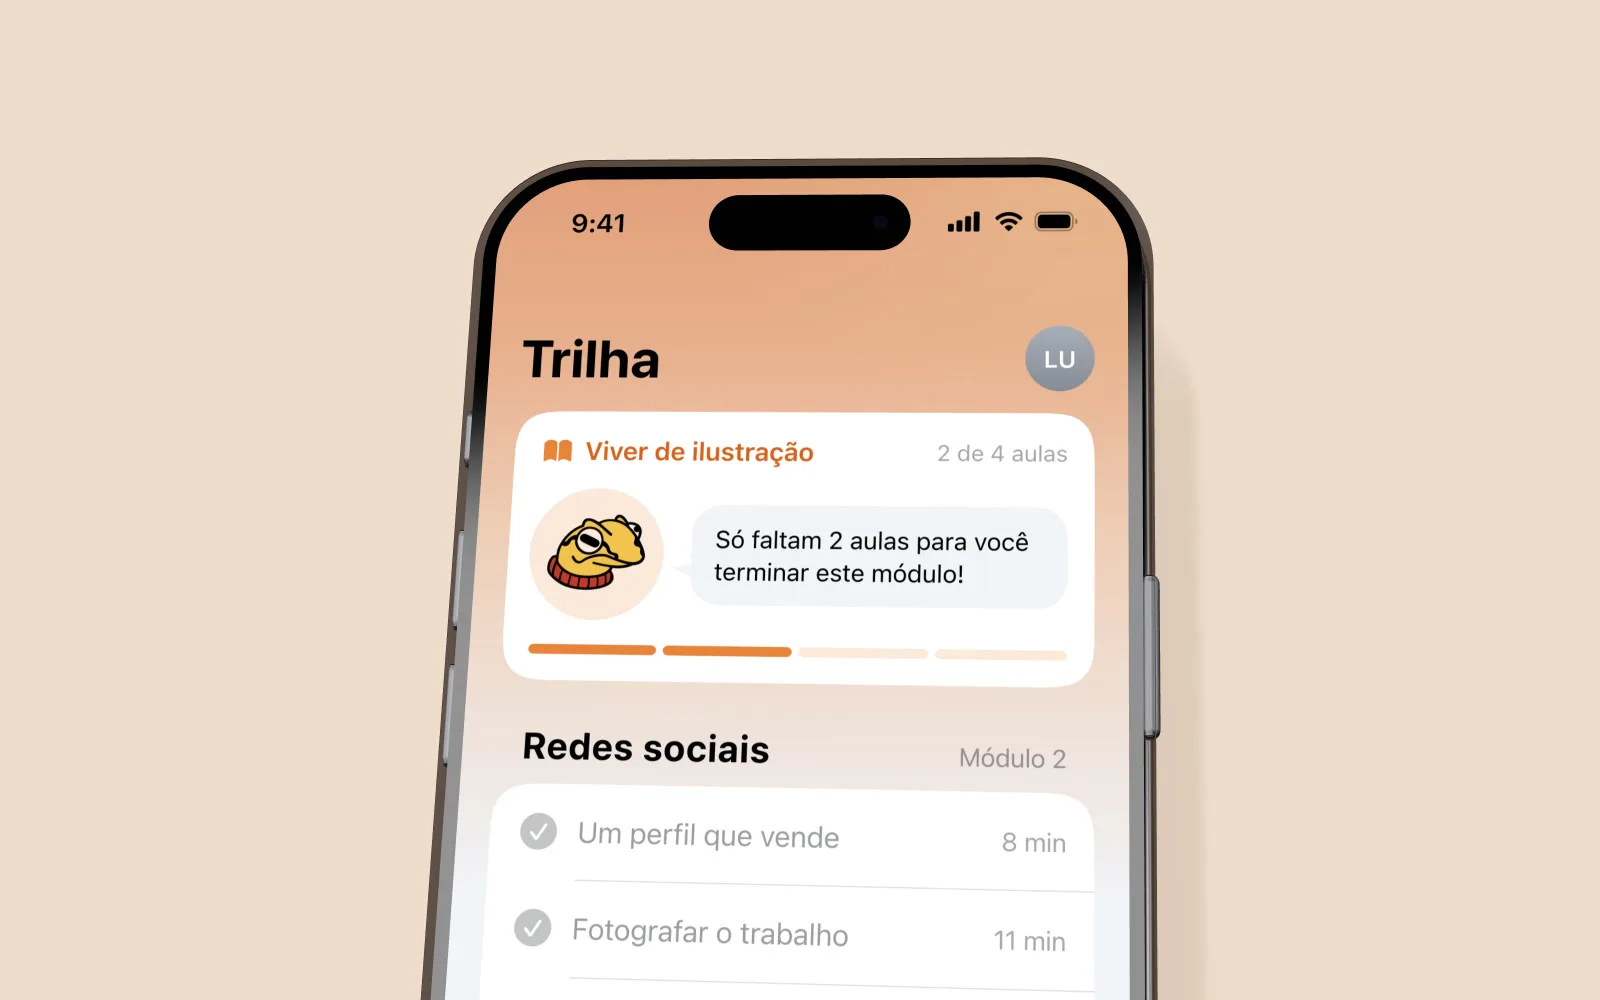 9:41
Trilha
LU
Viver de ilustração
2 de 4 aulas
Só faltam 2 aulas para você
terminar este módulo!
Redes sociais
Módulo 2
Um perfil que vende
8 min
Fotografar o trabalho
11 min